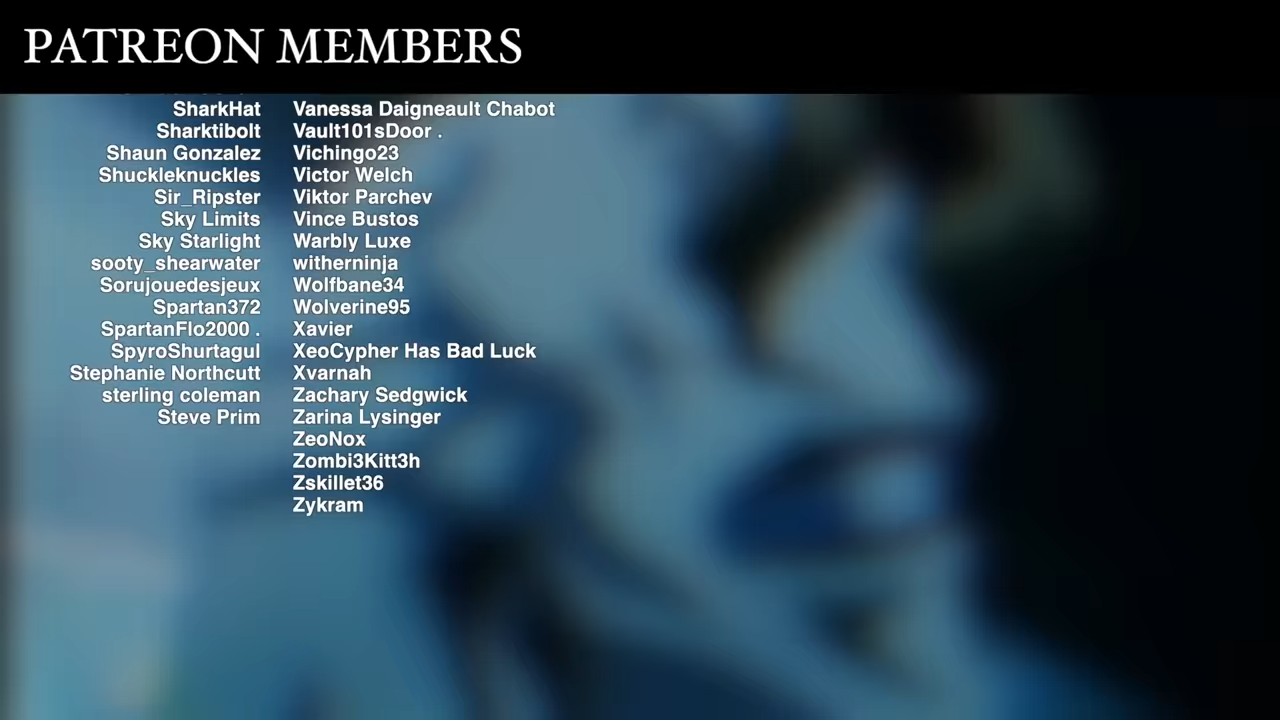 PATREON MEMBERS
SharkHat
Sharktibolt
Shaun Gonzalez
Shuckleknuckles
Sir_Ripster
Sky Limits
Sky Starlight
sooty_shearwater
Sorujouedesjeux
Spartan372
SpartanFlo2000 .
SpyroShurtagul
Stephanie Northcutt
sterling coleman
Steve Prim
Vanessa Daigneault Chabot
Vault101sDoor .
Vichingo23
Victor Welch
Viktor Parchev
Vince Bustos
Warbly Luxe
witherninja
Wolfbane34
Wolverine95
Xavier
XeoCypher Has Bad Luck
Xvarnah
Zachary Sedgwick
Zarina Lysinger
ZeoNox
Zombi3Kitt3h
Zskillet36
Zykram